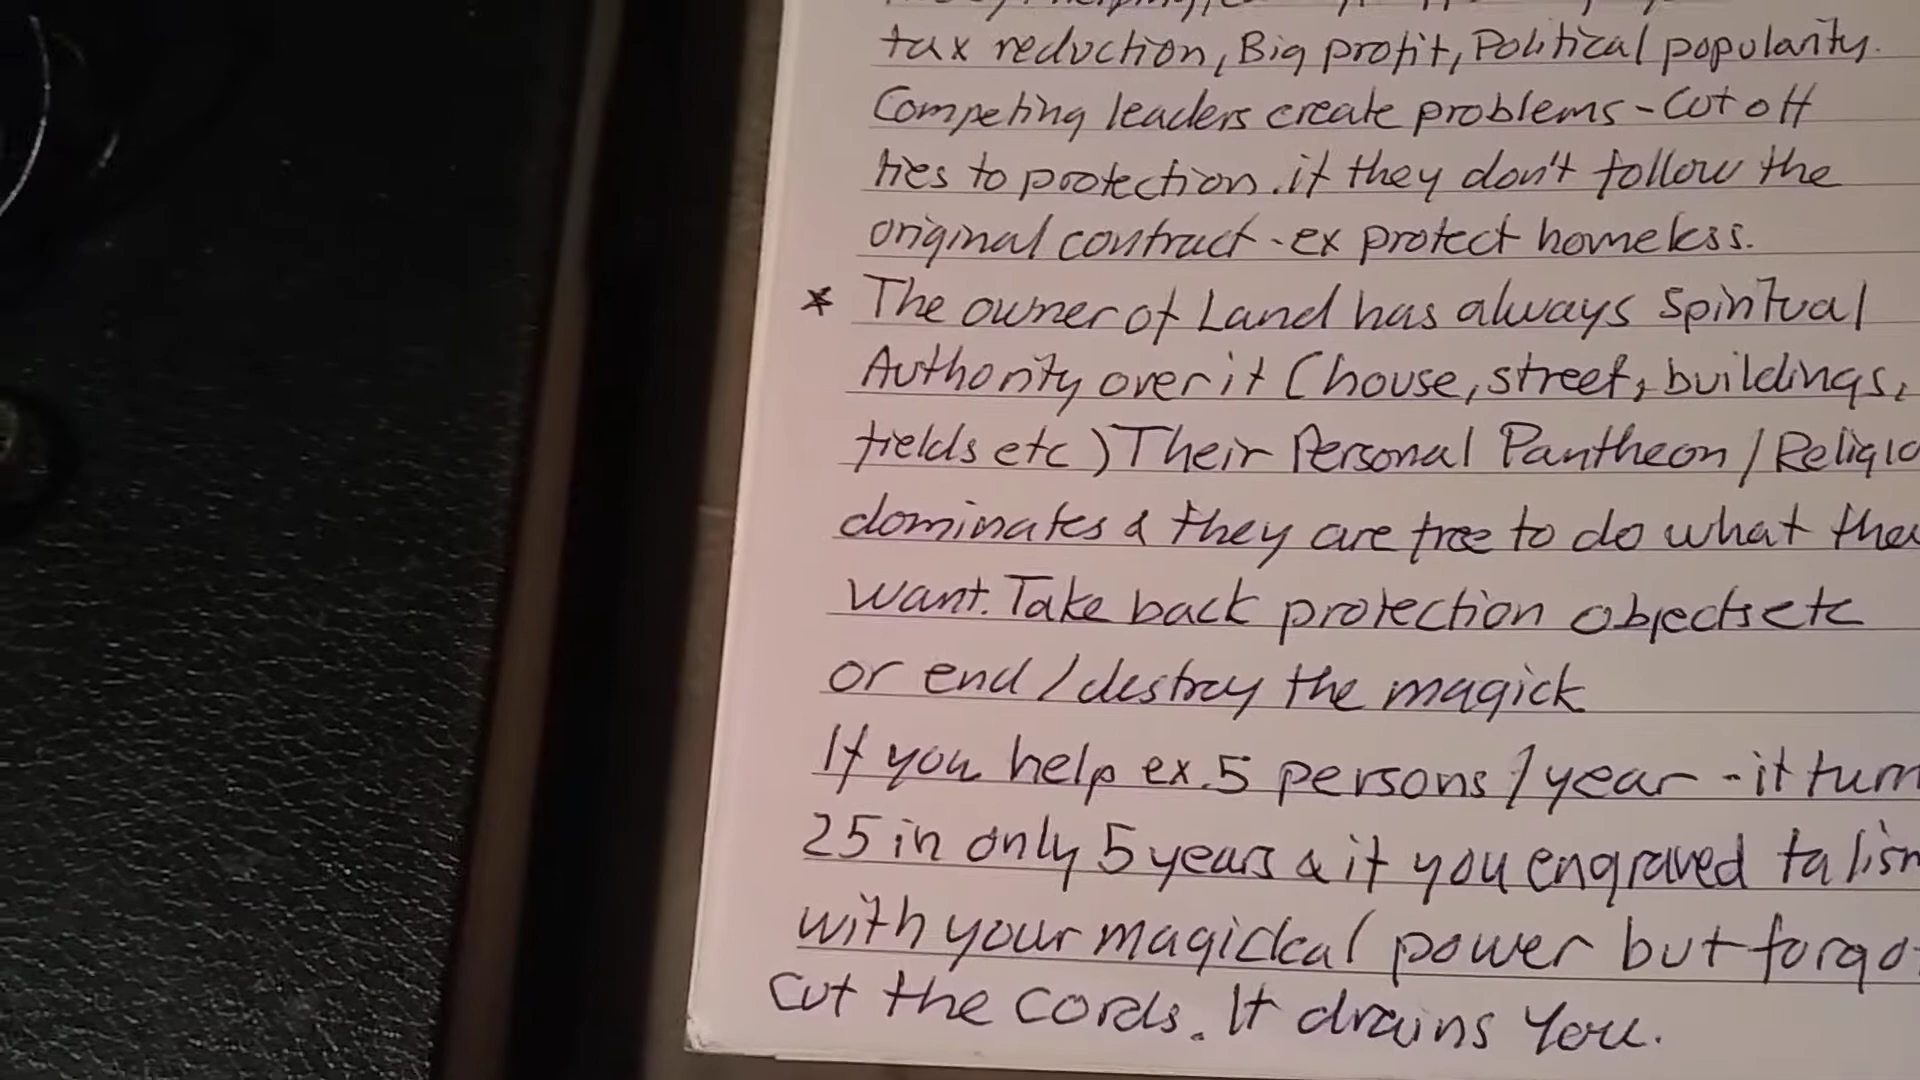 tax reduction, Big profit, Political popularity.
Competing leaders create problems - Cut off
ties to protection. if they don't follow the
original contract - ex protect homeless.
* The owner of Land has always Spiritual
Authority over it (house, street, buildings,
fields etc) Their Personal Pantheon / Religio
dominates & they are free to do what the
want. Take back protection objects etc
or end / destroy the magick
If you help ex. 5 persons / year - it turn
25 in only 5 years & if you engraved talism
with your magickal power but forgo
cut the cords. It drains You.